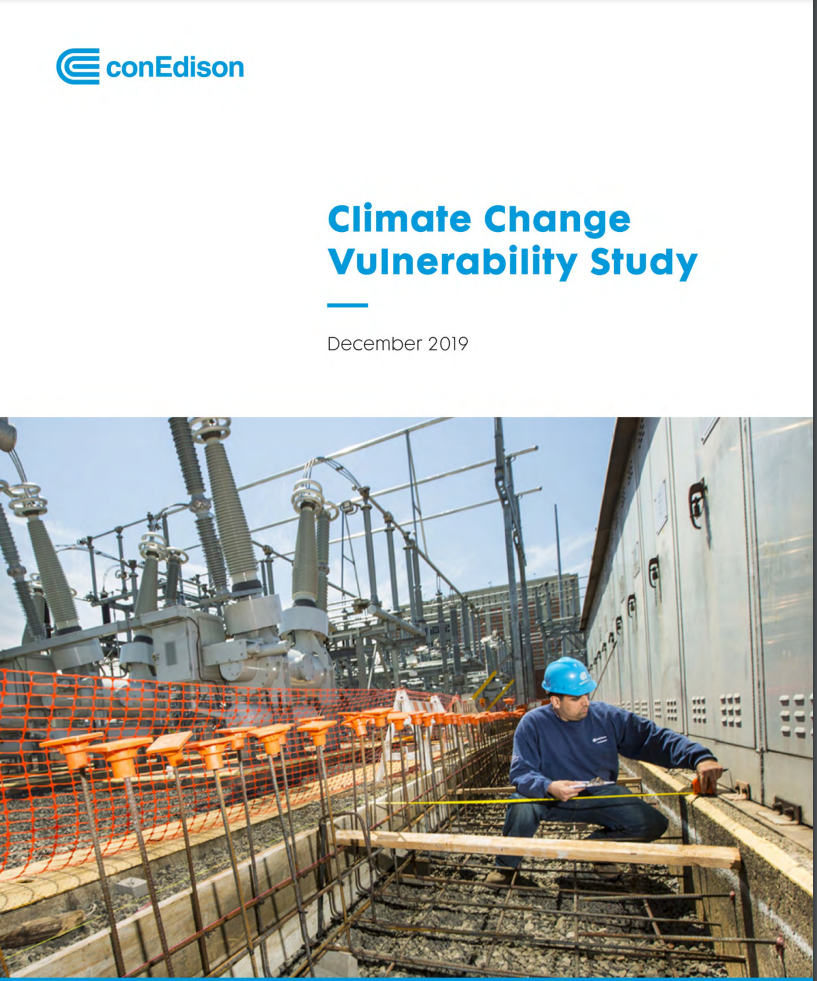 conEdison
Climate Change
Vulnerability Study
December 2019